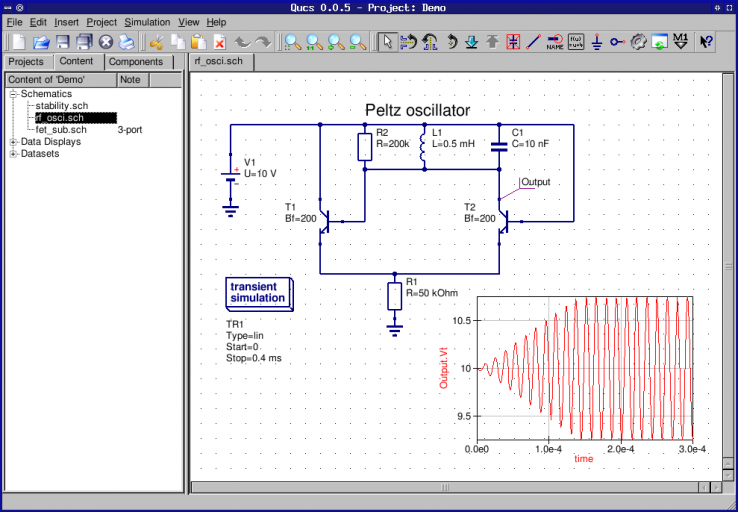 Qucs 0.0.5 - Project: Demo
File Edit Insert Project Simulation View Help
NAME
M1
Projects Content Components
rf_osci.sch
Content of 'Demo' Note
Schematics
stability.sch
rf_osci.sch
fet_sub.sch 3-port
Data Displays
Datasets
Peltz oscillator
R2
R=200k
L1
L=0.5 mH
C1
C=10 nF
V1
U=10 V
Output
T1
Bf=200
T2
Bf=200
R1
R=50 kOhm
transient
simulation
TR1
Type=lin
Start=0
Stop=0.4 ms
10.5
10
9.5
Output.Vt
0.0e0 1.0e-4 2.0e-4 3.0e-4
time